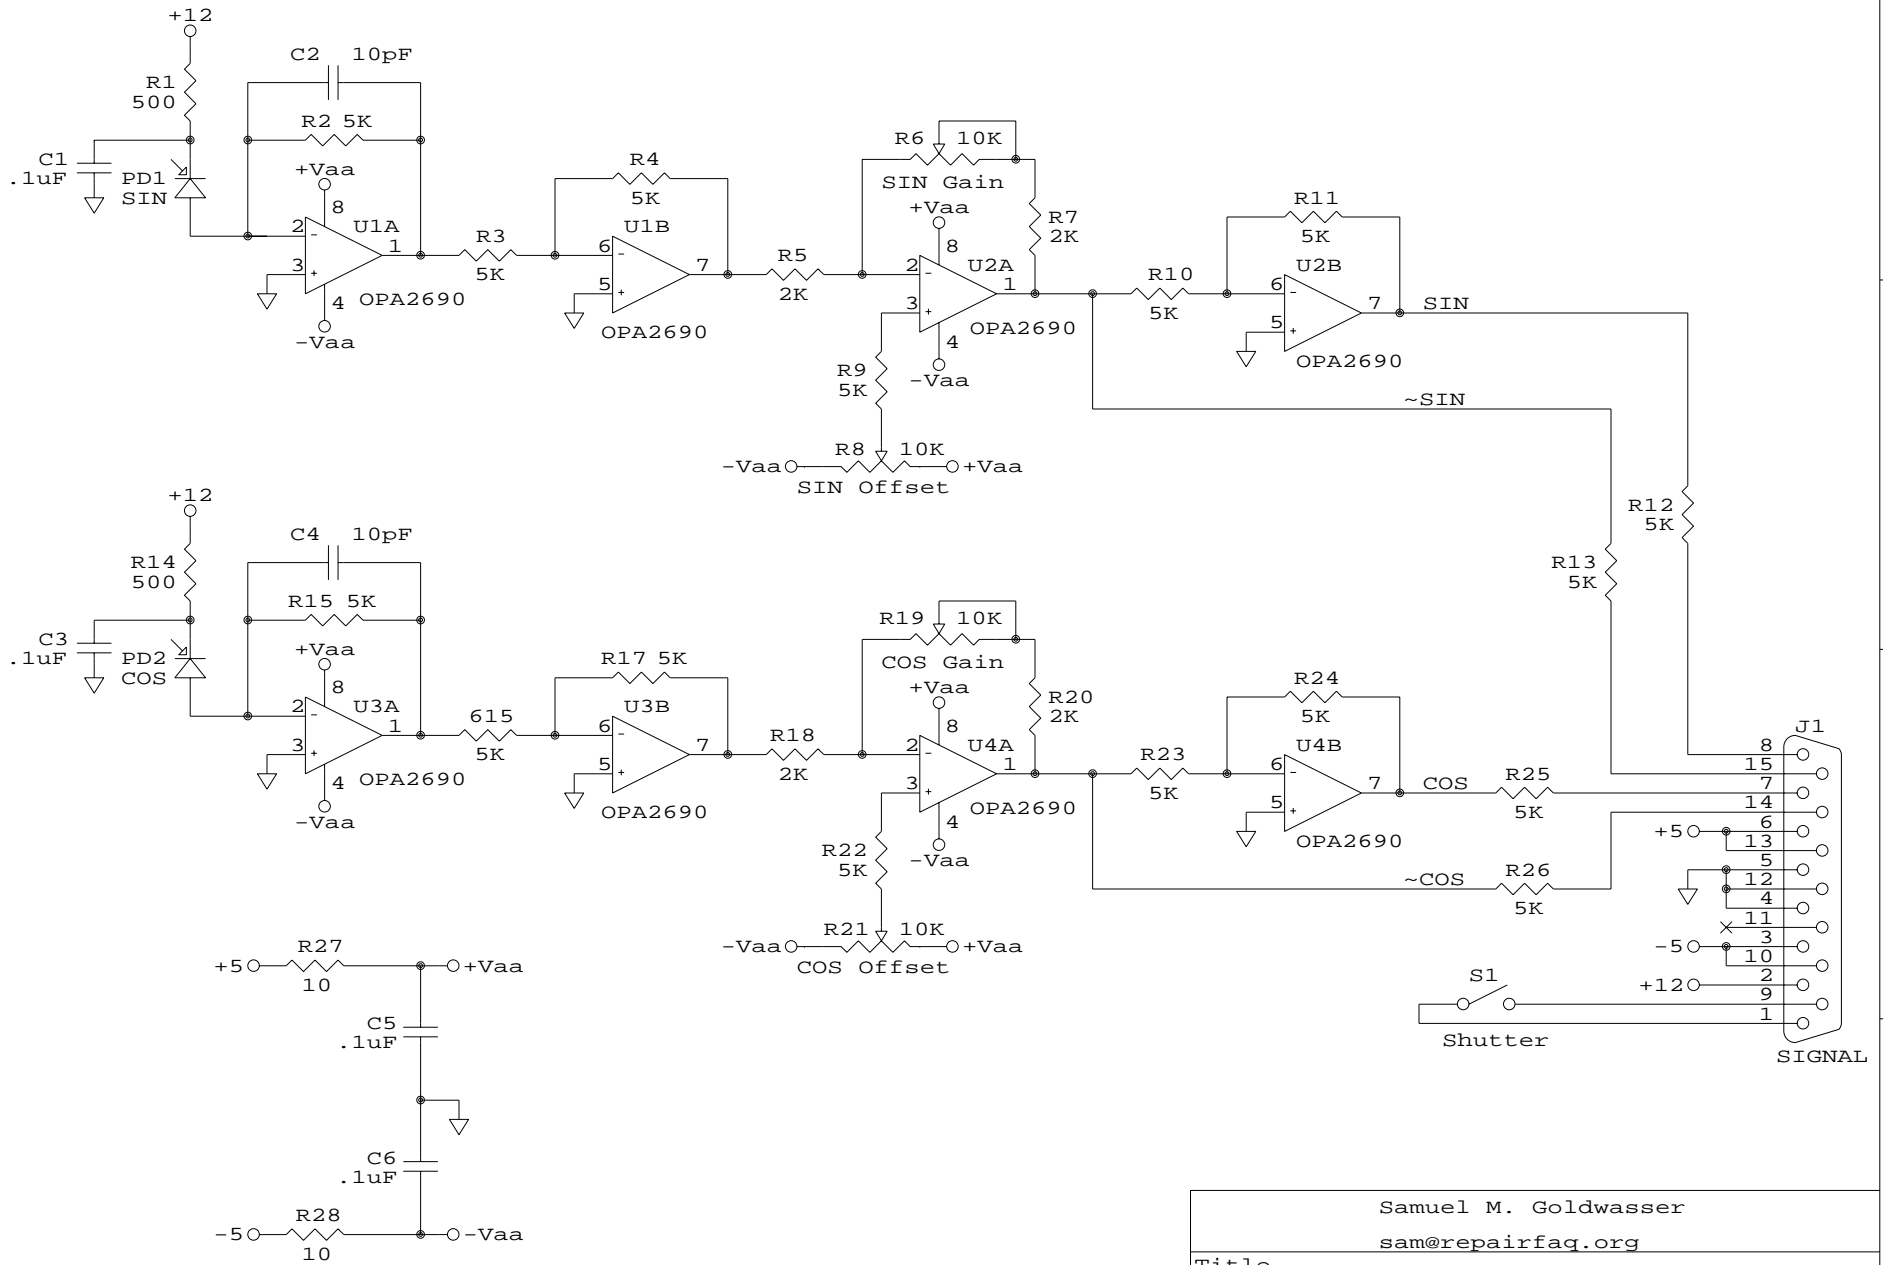 +12
C2 10pF
R1
500
R2 5K
C1
.1uF
PD1
SIN
+Vaa
8
2
-
3
+
U1A
1
4
OPA2690
-Vaa
R3
5K
R4
5K
U1B
6
-
5
+
7
OPA2690
R5
2K
R6 10K
SIN Gain
+Vaa
8
R7
2K
U2A
2
-
3
+
1
4
OPA2690
-Vaa
R9
5K
R8 10K
-Vaa
+Vaa
SIN Offset
R10
5K
R11
5K
U2B
6
-
5
+
7
OPA2690
SIN
~SIN
R12
5K
R13
5K
+12
C4 10pF
R14
500
R15 5K
C3
.1uF
PD2
COS
+Vaa
8
2
-
3
+
U3A
1
4
OPA2690
-Vaa
615
5K
R17 5K
U3B
6
-
5
+
7
OPA2690
R18
2K
R19 10K
COS Gain
+Vaa
8
R20
2K
U4A
2
-
3
+
1
4
OPA2690
-Vaa
R22
5K
R21 10K
-Vaa
+Vaa
COS Offset
R23
5K
R24
5K
U4B
6
-
5
+
7
OPA2690
COS
R25
5K
~COS
R26
5K
J1
8
15
7
14
+5
6
13
5
12
4
11
-5
3
10
+12
2
9
1
S1
Shutter
SIGNAL
+5
R27
10
+Vaa
C5
.1uF
C6
.1uF
-5
R28
10
-Vaa
Samuel M. Goldwasser
sam@repairfaq.org
Title